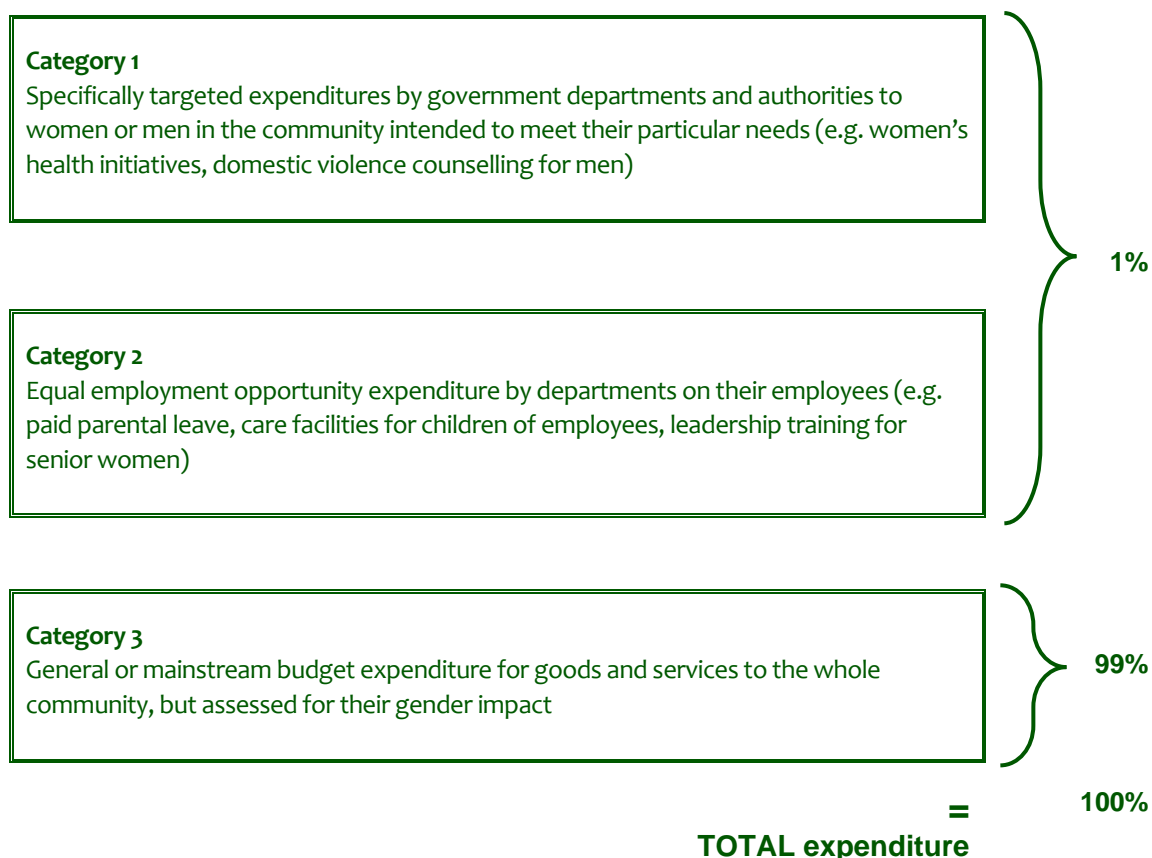 Category 1
Specifically targeted expenditures by government departments and authorities to
women or men in the community intended to meet their particular needs (e.g. women’s
health initiatives, domestic violence counselling for men)
1%
Category 2
Equal employment opportunity expenditure by departments on their employees (e.g.
paid parental leave, care facilities for children of employees, leadership training for
senior women)
Category 3
General or mainstream budget expenditure for goods and services to the whole
community, but assessed for their gender impact
99%
=
100%
TOTAL expenditure